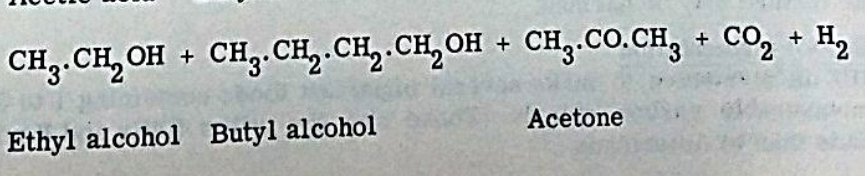 CH₃.CH₂OH + CH₃.CH₂.CH₂.CH₂OH + CH₃.CO.CH₃ + CO₂ + H₂
Ethyl alcohol Butyl alcohol Acetone